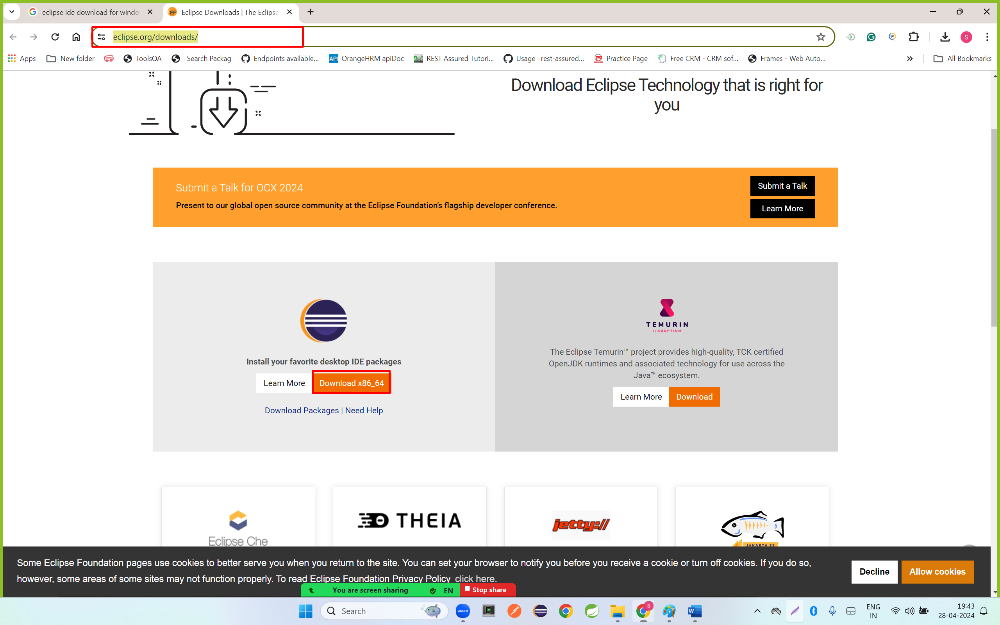 eclipse ide download for windo
Eclipse Downloads | The Eclipse
eclipse.org/downloads/
S
Apps
New folder
ToolsQA
_Search Packag
Endpoints available...
API
OrangeHRM apiDoc
REST Assured Tutori...
Usage · rest-assured...
Practice Page
Free CRM - CRM sof...
Frames - Web Auto...
All Bookmarks
Download Eclipse Technology that is right for
you
Submit a Talk for OCX 2024
Present to our global open source community at the Eclipse Foundation's flagship developer conference.
Submit a Talk
Learn More
Install your favorite desktop IDE packages
Learn More
Download x86_64
Download Packages | Need Help
TEMURIN
by ADOPTIUM
The Eclipse Temurin™ project provides high-quality, TCK certified
OpenJDK runtimes and associated technology for use across the
Java™ ecosystem.
Learn More
Download
Eclipse Che
THEIA
jetty://
JAKARTA EE
Some Eclipse Foundation pages use cookies to better serve you when you return to the site. You can set your browser to notify you before you receive a cookie or turn off cookies. If you do so,
however, some areas of some sites may not function properly. To read Eclipse Foundation Privacy Policy click here.
Decline
Allow cookies
You are screen sharing
EN
Stop share
Search
zoom
S
W
ENG
IN
19:43
28-04-2024